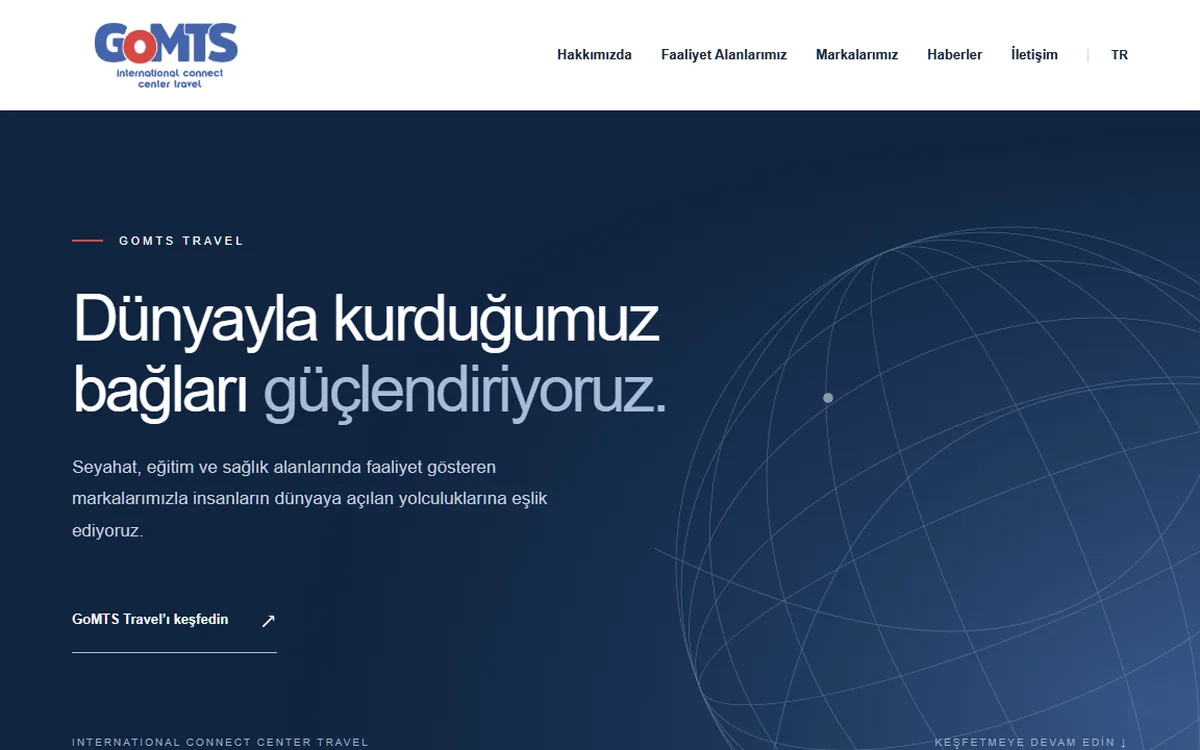 GoMTS
international connect
center travel
Hakkımızda Faaliyet Alanlarımız Markalarımız Haberler İletişim | TR
GOMTS TRAVEL
Dünyayla kurduğumuz
bağları güçlendiriyoruz.
Seyahat, eğitim ve sağlık alanlarında faaliyet gösteren
markalarımızla insanların dünyaya açılan yolculuklarına eşlik
ediyoruz.
GoMTS Travel’ı keşfedin ↗
INTERNATIONAL CONNECT CENTER TRAVEL
KEŞFETMEYE DEVAM EDİN ↓